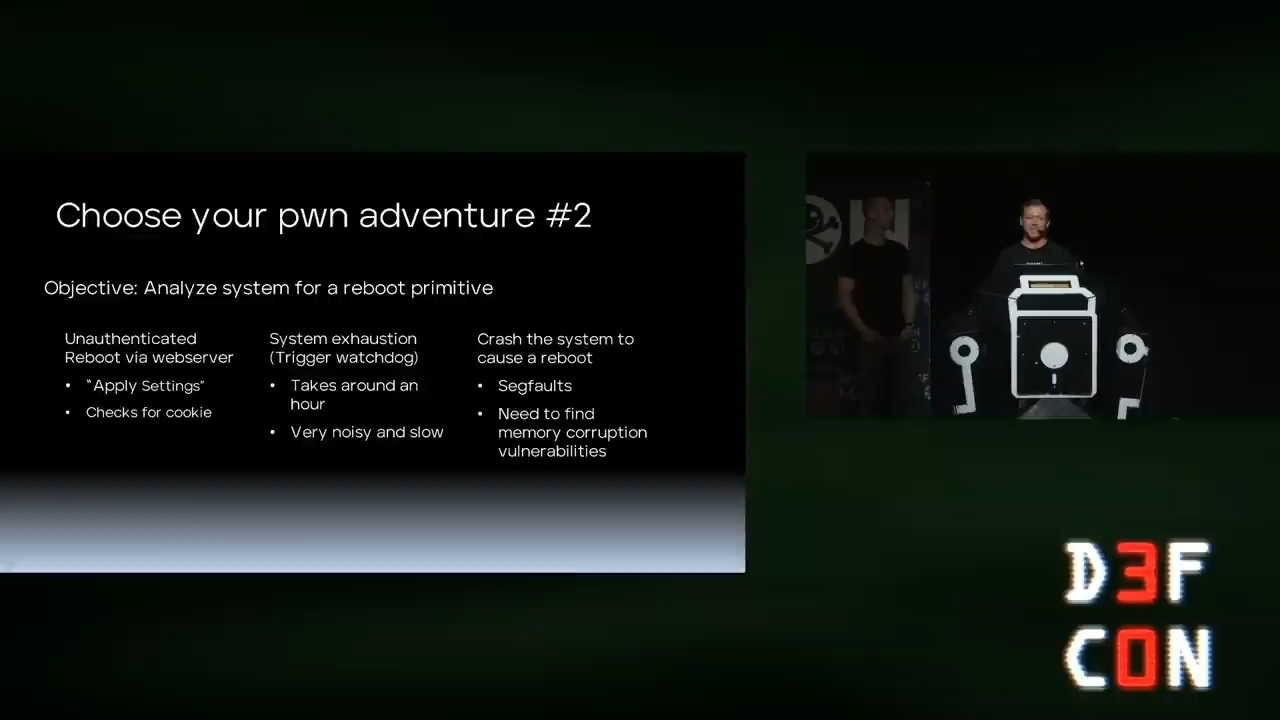 Choose your pwn adventure #2
Objective: Analyze system for a reboot primitive
Unauthenticated
Reboot via webserver
• "Apply Settings"
• Checks for cookie
System exhaustion
(Trigger watchdog)
• Takes around an
hour
• Very noisy and slow
Crash the system to
cause a reboot
• Segfaults
• Need to find
memory corruption
vulnerabilities
D3F
C0N